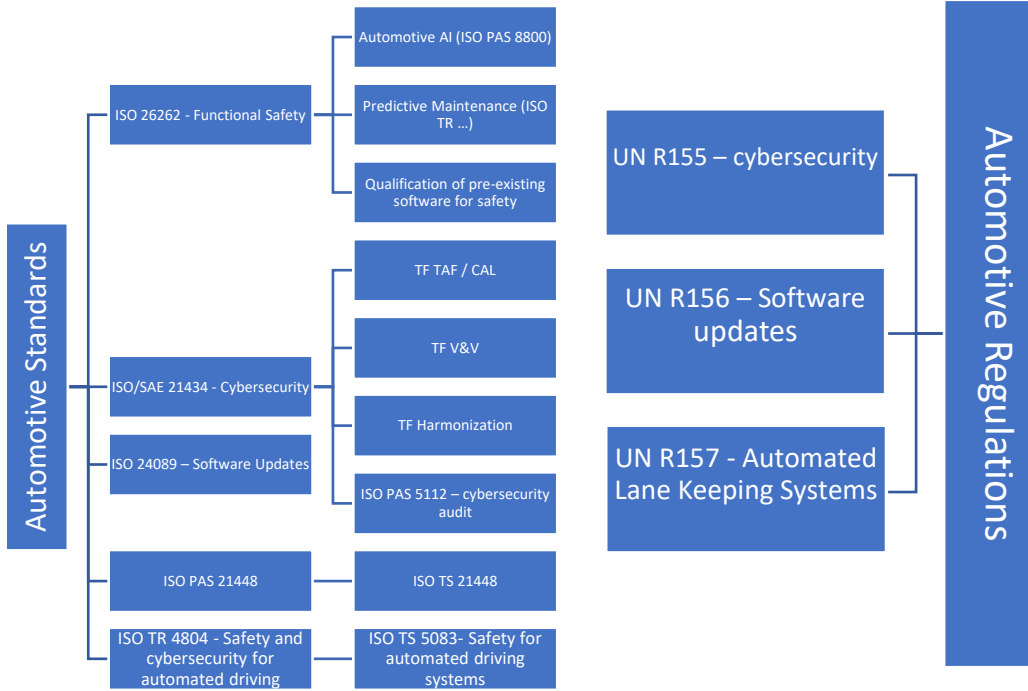 Automotive Standards
ISO 26262 - Functional Safety
Automotive AI (ISO PAS 8800)
Predictive Maintenance (ISO
TR ...)
Qualification of pre-existing
software for safety
ISO/SAE 21434 - Cybersecurity
TF TAF / CAL
TF V&V
TF Harmonization
ISO PAS 5112 – cybersecurity
audit
ISO 24089 – Software Updates
ISO PAS 21448
ISO TS 21448
ISO TR 4804 - Safety and
cybersecurity for
automated driving
ISO TS 5083- Safety for
automated driving
systems
UN R155 – cybersecurity
UN R156 – Software
updates
UN R157 - Automated
Lane Keeping Systems
Automotive Regulations